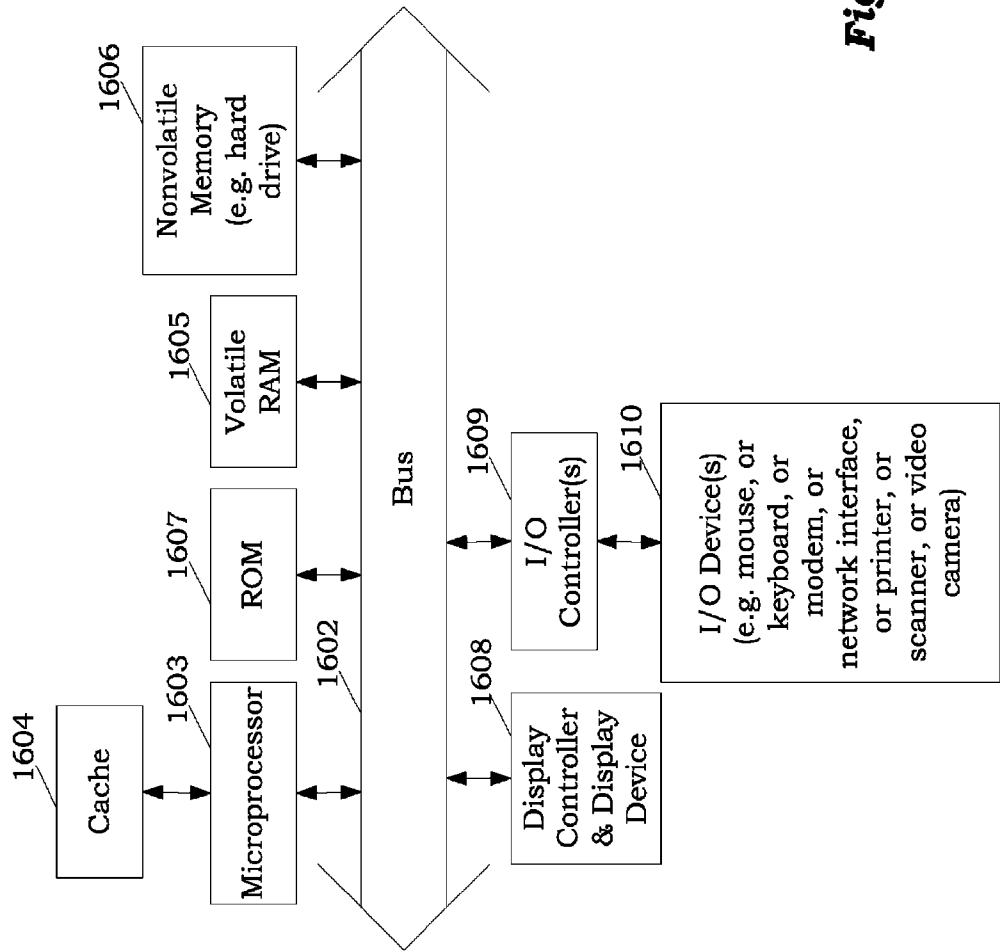 1604
Cache
1603
Microprocessor
1607
ROM
1605
Volatile
RAM
1606
Nonvolatile
Memory
(e.g. hard
drive)
1602
Bus
1608
Display
Controller
& Display
Device
1609
I/O
Controller(s)
1610
I/O Device(s)
(e.g. mouse, or
keyboard, or
modem, or
network interface,
or printer, or
scanner, or video
camera)
Fig